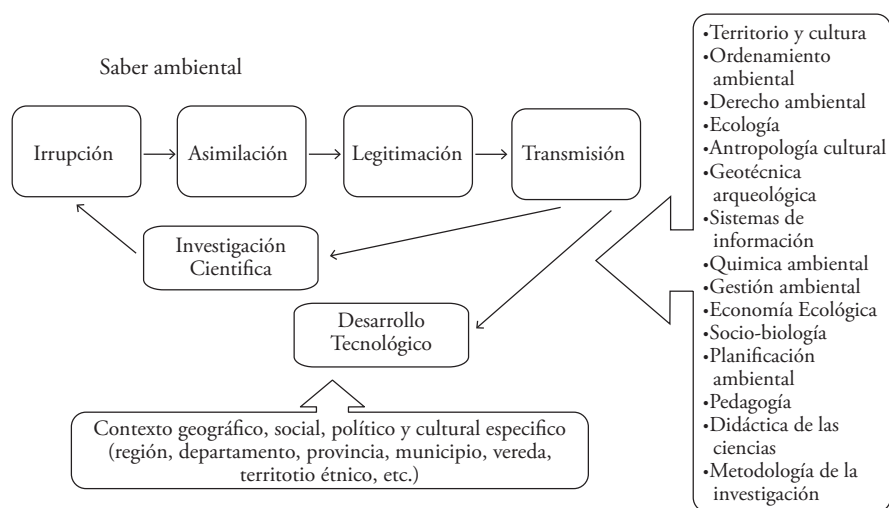 Saber ambiental
Irrupción
Asimilación
Legitimación
Transmisión
Investigación
Cientifica
Desarrollo
Tecnológico
Contexto geográfico, social, político y cultural especifico
(región, departamento, provincia, municipio, vereda,
territotio étnico, etc.)
•Territorio y cultura
•Ordenamiento
ambiental
•Derecho ambiental
•Ecología
•Antropología cultural
•Geotécnica
arqueológica
•Sistemas de
información
•Quimica ambiental
•Gestión ambiental
•Economía Ecológica
•Socio-biología
•Planificación
ambiental
•Pedagogía
•Didáctica de las
ciencias
•Metodología de la
investigación